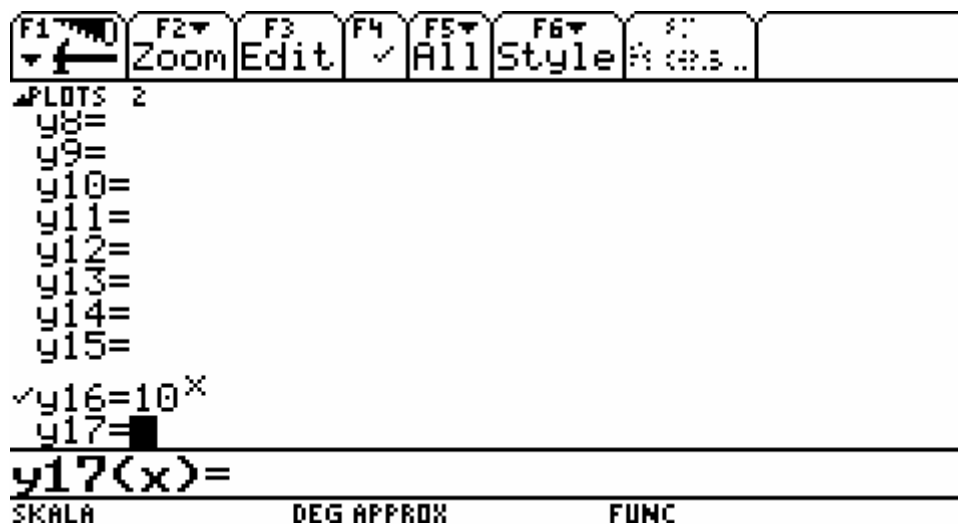 F1 F2 F3 F4 F5 F6
Zoom Edit ✓ All Style
PLOTS 2
y8=
y9=
y10=
y11=
y12=
y13=
y14=
y15=
✓y16=10^x
y17=
y17(x)=
SKALA DEG APPROX FUNC